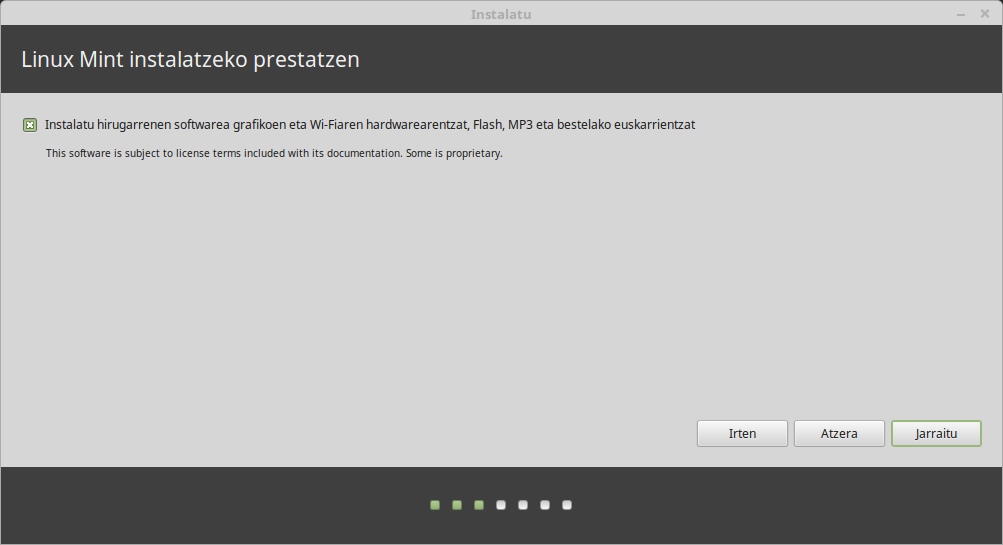 Instalatu
Linux Mint instalatzeko prestatzen
Instalatu hirugarrenen softwarea grafikoen eta Wi-Fiaren hardwarearentzat, Flash, MP3 eta bestelako euskarrientzat
This software is subject to license terms included with its documentation. Some is proprietary.
Irten
Atzera
Jarraitu